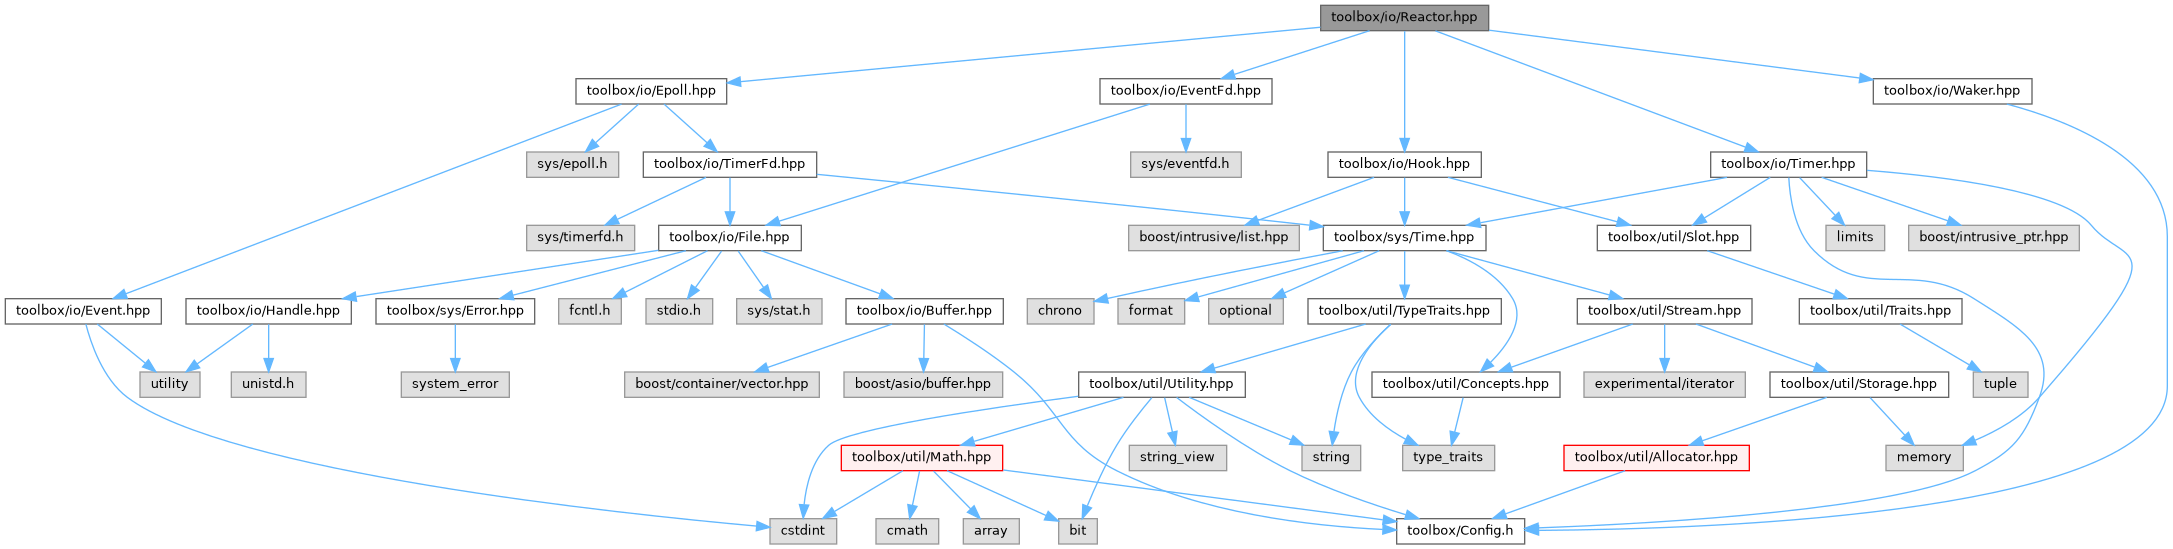 toolbox/io/Reactor.hpp
toolbox/io/Epoll.hpp
toolbox/io/EventFd.hpp
toolbox/io/Waker.hpp
sys/epoll.h
toolbox/io/TimerFd.hpp
sys/eventfd.h
toolbox/io/Hook.hpp
toolbox/io/Timer.hpp
sys/timerfd.h
toolbox/io/File.hpp
boost/intrusive/list.hpp
toolbox/sys/Time.hpp
toolbox/util/Slot.hpp
limits
boost/intrusive_ptr.hpp
toolbox/io/Event.hpp
toolbox/io/Handle.hpp
toolbox/sys/Error.hpp
fcntl.h
stdio.h
sys/stat.h
toolbox/io/Buffer.hpp
chrono
format
optional
toolbox/util/TypeTraits.hpp
toolbox/util/Stream.hpp
toolbox/util/Traits.hpp
utility
unistd.h
system_error
boost/container/vector.hpp
boost/asio/buffer.hpp
toolbox/util/Utility.hpp
toolbox/util/Concepts.hpp
experimental/iterator
toolbox/util/Storage.hpp
tuple
toolbox/util/Math.hpp
string_view
string
type_traits
toolbox/util/Allocator.hpp
memory
cstdint
cmath
array
bit
toolbox/Config.h